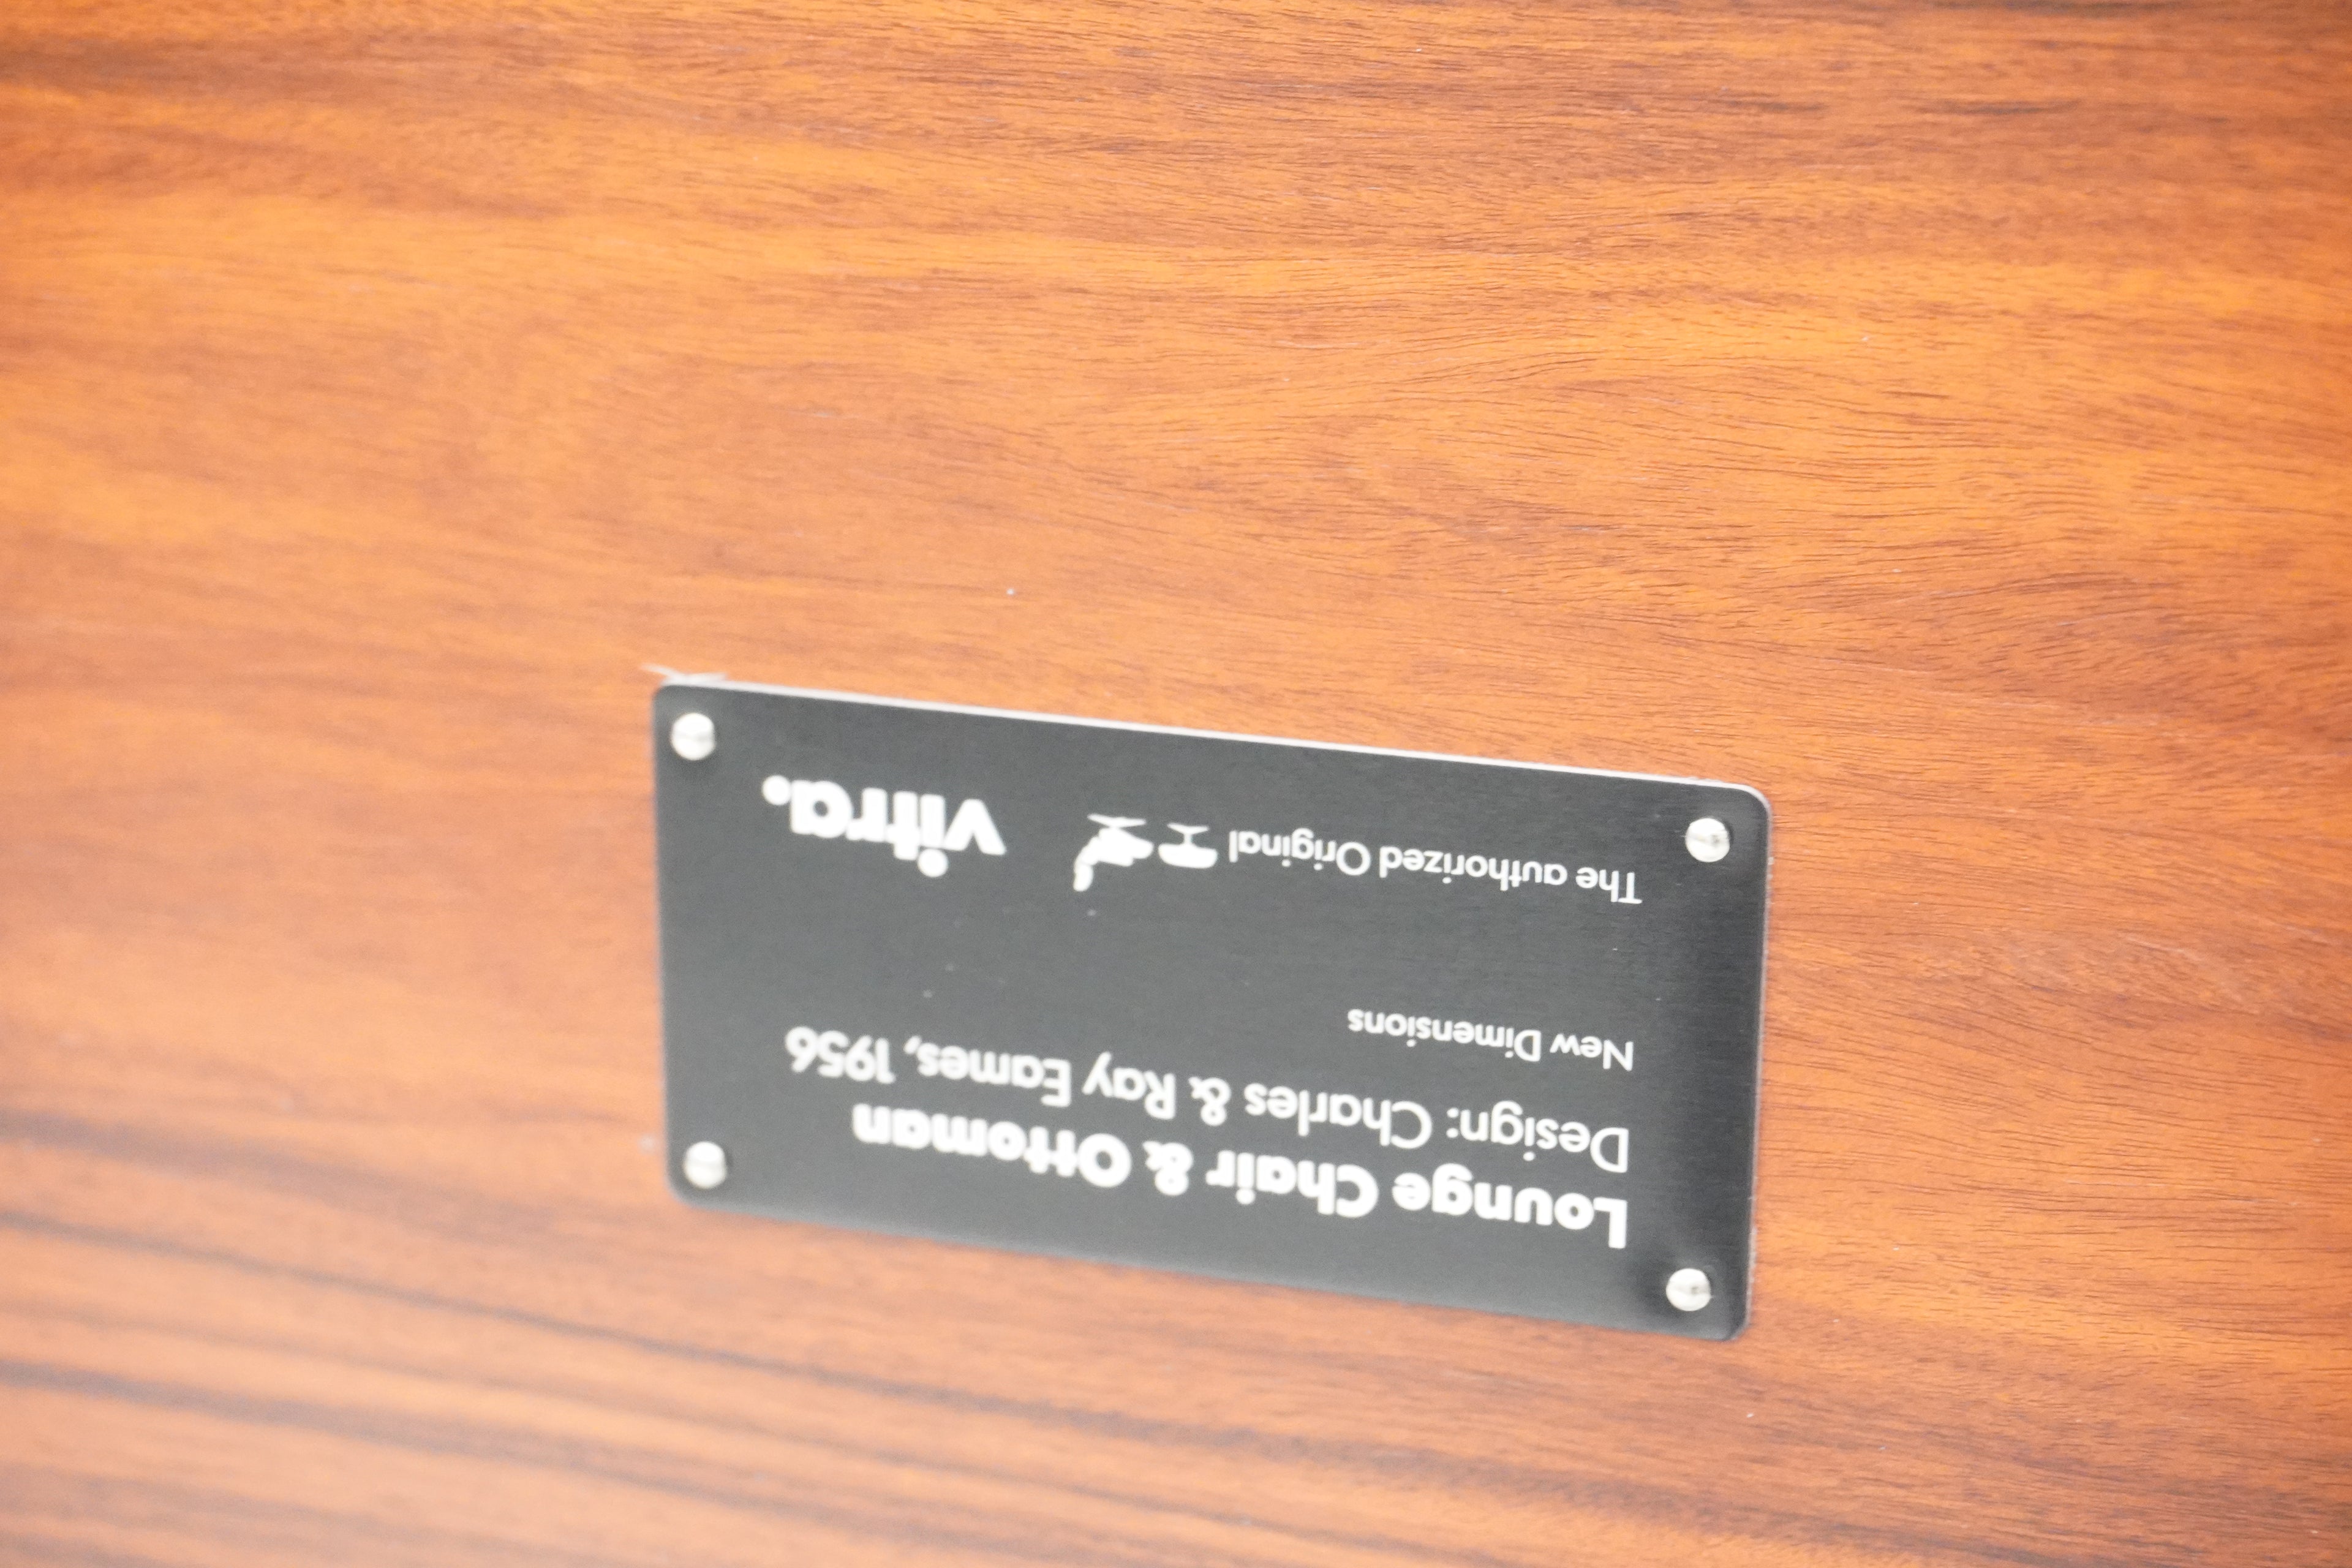 Lounge Chair & Ottoman
Design: Charles & Ray Eames, 1956
New Dimensions
The authorized Original
vitra.